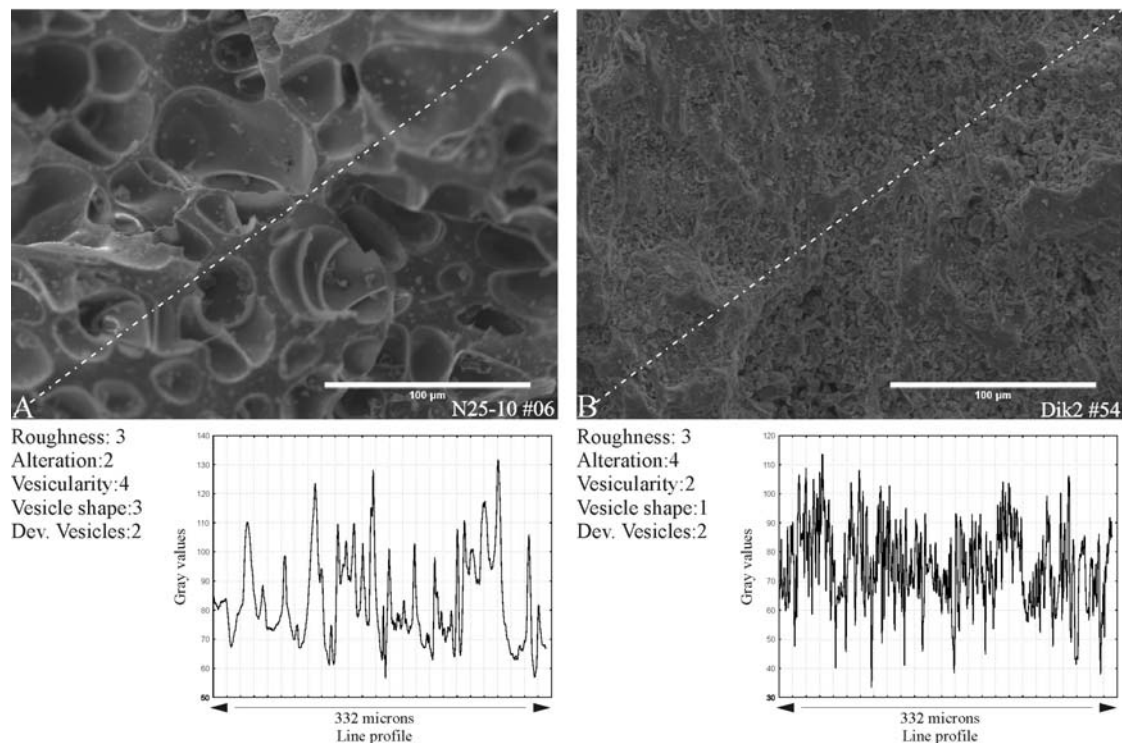 A
100 µm
N25-10 #06
B
100 µm
Dik2 #54
Roughness: 3
Alteration:2
Vesicularity:4
Vesicle shape:3
Dev. Vesicles:2
Gray values
140
130
120
110
100
90
80
70
60
50
332 microns
Line profile
Roughness: 3
Alteration:4
Vesicularity:2
Vesicle shape:1
Dev. Vesicles:2
Gray values
120
110
100
90
80
70
60
50
40
30
332 microns
Line profile